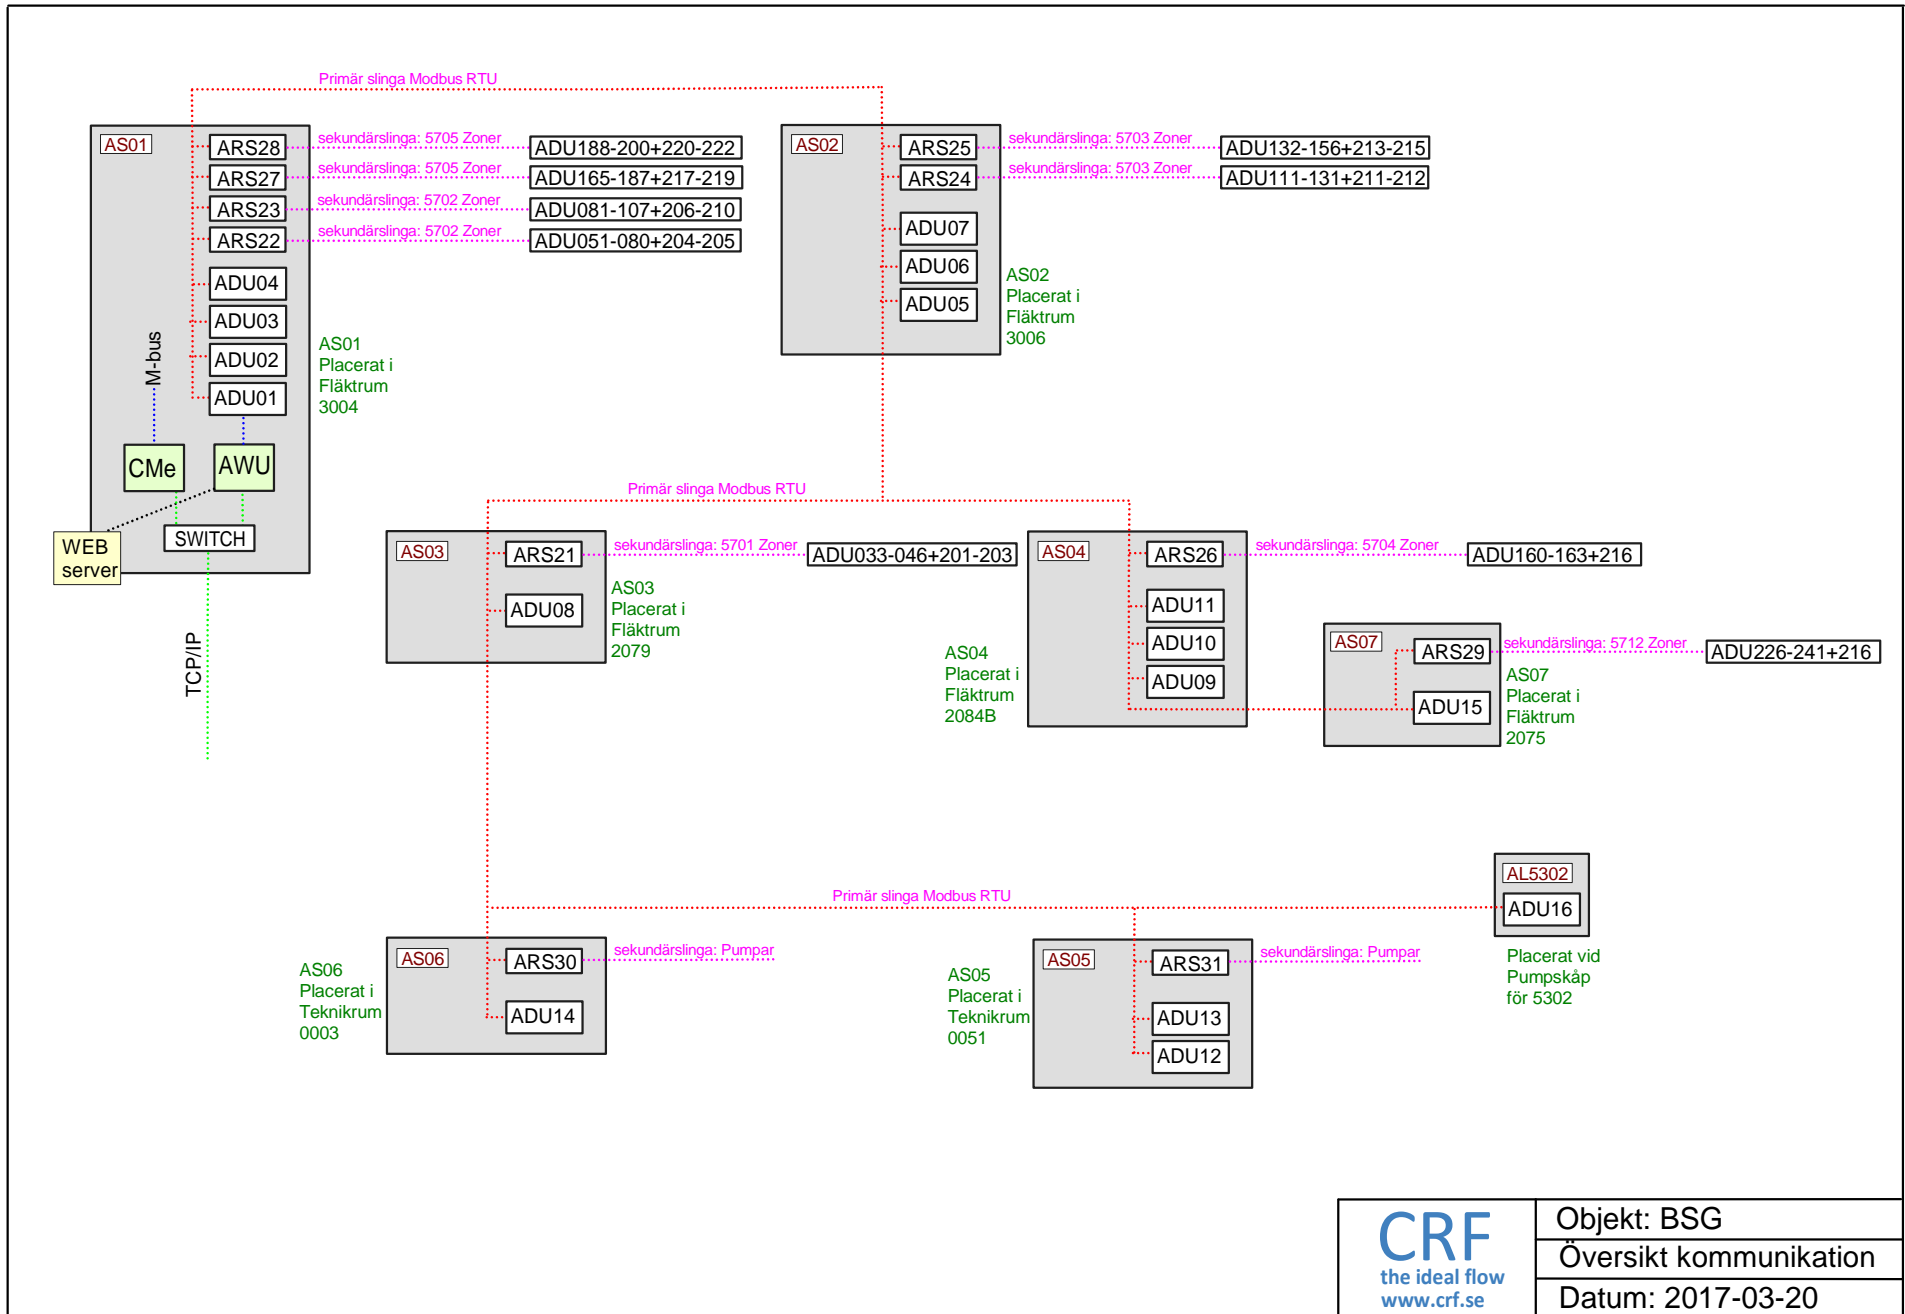 Primär slinga Modbus RTU
AS01
ARS28
sekundärslinga: 5705 Zoner
ADU188-200+220-222
ARS27
sekundärslinga: 5705 Zoner
ADU165-187+217-219
ARS23
sekundärslinga: 5702 Zoner
ADU081-107+206-210
ARS22
sekundärslinga: 5702 Zoner
ADU051-080+204-205
ADU04
ADU03
ADU02
ADU01
M-bus
CMe
AWU
SWITCH
WEB
server
TCP/IP
AS01
Placerat i
Fläktrum
3004
AS02
ARS25
sekundärslinga: 5703 Zoner
ADU132-156+213-215
ARS24
sekundärslinga: 5703 Zoner
ADU111-131+211-212
ADU07
ADU06
ADU05
AS02
Placerat i
Fläktrum
3006
Primär slinga Modbus RTU
AS03
ARS21
sekundärslinga: 5701 Zoner
ADU033-046+201-203
ADU08
AS03
Placerat i
Fläktrum
2079
AS04
ARS26
sekundärslinga: 5704 Zoner
ADU160-163+216
ADU11
ADU10
ADU09
AS04
Placerat i
Fläktrum
2084B
AS07
ARS29
sekundärslinga: 5712 Zoner
ADU226-241+216
ADU15
AS07
Placerat i
Fläktrum
2075
Primär slinga Modbus RTU
AL5302
ADU16
Placerat vid
Pumpskåp
för 5302
AS06
ARS30
sekundärslinga: Pumpar
ADU14
AS06
Placerat i
Teknikrum
0003
AS05
ARS31
sekundärslinga: Pumpar
ADU13
ADU12
AS05
Placerat i
Teknikrum
0051
CRF
the ideal flow
www.crf.se
Objekt: BSG
Översikt kommunikation
Datum: 2017-03-20